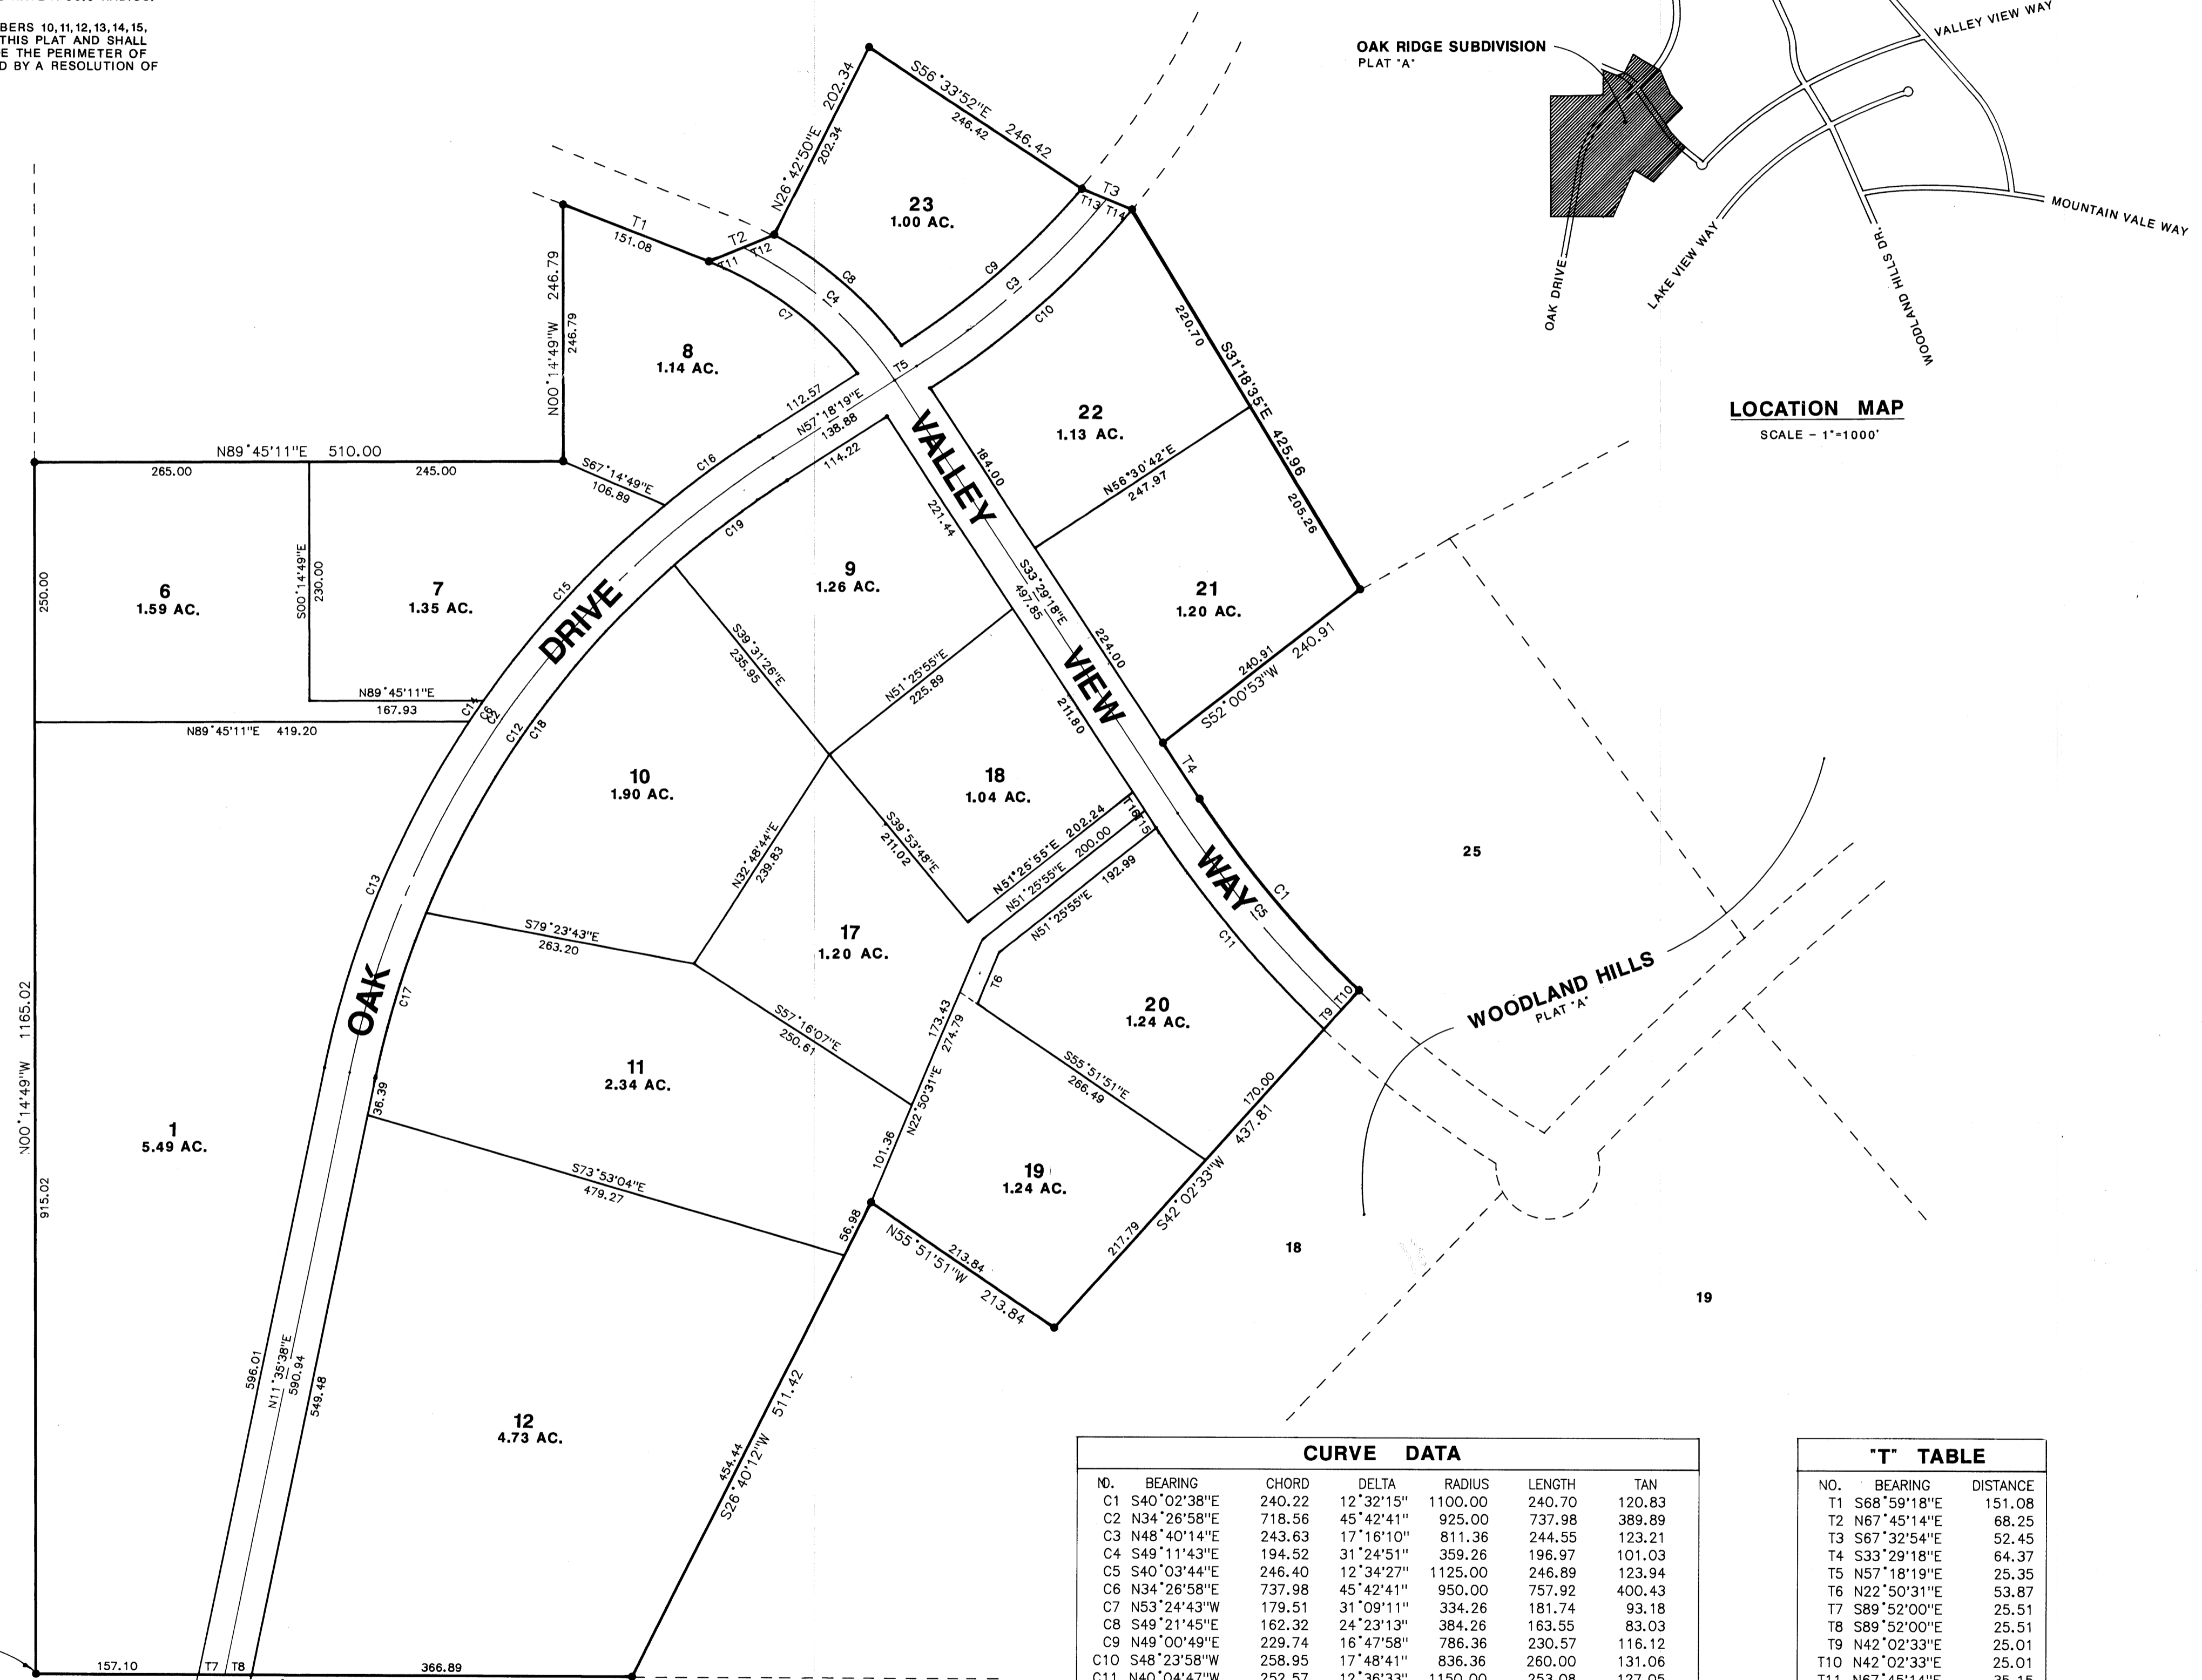 BERS 10,11,12,13,14,15,
THIS PLAT AND SHALL
E THE PERIMETER OF
D BY A RESOLUTION OF
OAK RIDGE SUBDIVISION
PLAT "A"
VALLEY VIEW WAY
MOUNTAIN VALE WAY
LAKE VIEW WAY
OAK DRIVE
WOODLAND HILLS DR.
LOCATION MAP
SCALE - 1"=1000'
N26°42'50"E 202.34
202.34
S56°33'52"E 246.42
246.42
T3
T13
T14
23
1.00 AC.
T1
151.08
T2
T11
T12
C8
C4
C7
C9
C3
C10
N00°14'49"W 246.79
246.79
8
1.14 AC.
112.57
N57°18'19"E
138.88
114.22
T5
C16
C19
220.70
S31°18'35"E 425.96
205.26
22
1.13 AC.
184.00
N56°30'42"E
247.97
N89°45'11"E 510.00
265.00
245.00
S67°14'49"E
106.89
250.00
6
1.59 AC.
S00°14'49"E
230.00
7
1.35 AC.
N89°45'11"E
167.93
N89°45'11"E 419.20
C15
C14
C6
C2
C12
C18
OAK DRIVE
VALLEY VIEW WAY
9
1.26 AC.
221.44
S33°29'18"E
497.85
21
1.20 AC.
224.00
240.91
S52°00'53"W 240.91
S39°31'26"E
235.95
N51°25'55"E
225.89
211.80
T4
10
1.90 AC.
18
1.04 AC.
N32°48'44"E
239.83
S39°53'48"E
211.02
N51°25'55"E 202.24
N51°25'55"E 200.00
N51°25'55"E 192.99
T16
T15
C1
C5
C11
25
C13
C17
S79°23'43"E
263.20
17
1.20 AC.
T6
20
1.24 AC.
T9
T10
WOODLAND HILLS
PLAT "A"
S57°16'07"E
250.61
173.43
274.79
N22°50'31"E
101.36
S55°51'51"E
266.49
170.00
S42°02'33"W 437.81
217.79
11
2.34 AC.
36.39
S73°53'04"E
479.27
56.98
19
1.24 AC.
213.84
N55°51'51"W 213.84
18
19
N00°14'49"W 1165.02
915.02
1
5.49 AC.
596.01
N11°35'38"E
590.94
549.48
12
4.73 AC.
454.44
S26°40'12"W 511.42
157.10
T7
T8
366.89
CURVE DATA
NO. BEARING CHORD DELTA RADIUS LENGTH TAN
C1 S40°02'38"E 240.22 12°32'15" 1100.00 240.70 120.83
C2 N34°26'58"E 718.56 45°42'41" 925.00 737.98 389.89
C3 N48°40'14"E 243.63 17°16'10" 811.36 244.55 123.21
C4 S49°11'43"E 194.52 31°24'51" 359.26 196.97 101.03
C5 S40°03'44"E 246.40 12°34'27" 1125.00 246.89 123.94
C6 N34°26'58"E 737.98 45°42'41" 950.00 757.92 400.43
C7 N53°24'43"W 179.51 31°09'11" 334.26 181.74 93.18
C8 S49°21'45"E 162.32 24°23'13" 384.26 163.55 83.03
C9 N49°00'49"E 229.74 16°47'58" 786.36 230.57 116.12
C10 S48°23'58"W 258.95 17°48'41" 836.36 260.00 131.06
C11 N40°04'47"W 252.57 12°36'33" 1150.00 253.08 127.05
"T" TABLE
NO. BEARING DISTANCE
T1 S68°59'18"E 151.08
T2 N67°45'14"E 68.25
T3 S67°32'54"E 52.45
T4 S33°29'18"E 64.37
T5 N57°18'19"E 25.35
T6 N22°50'31"E 53.87
T7 S89°52'00"E 25.51
T8 S89°52'00"E 25.51
T9 N42°02'33"E 25.01
T10 N42°02'33"E 25.01
T11 N67°45'14"E 35.15